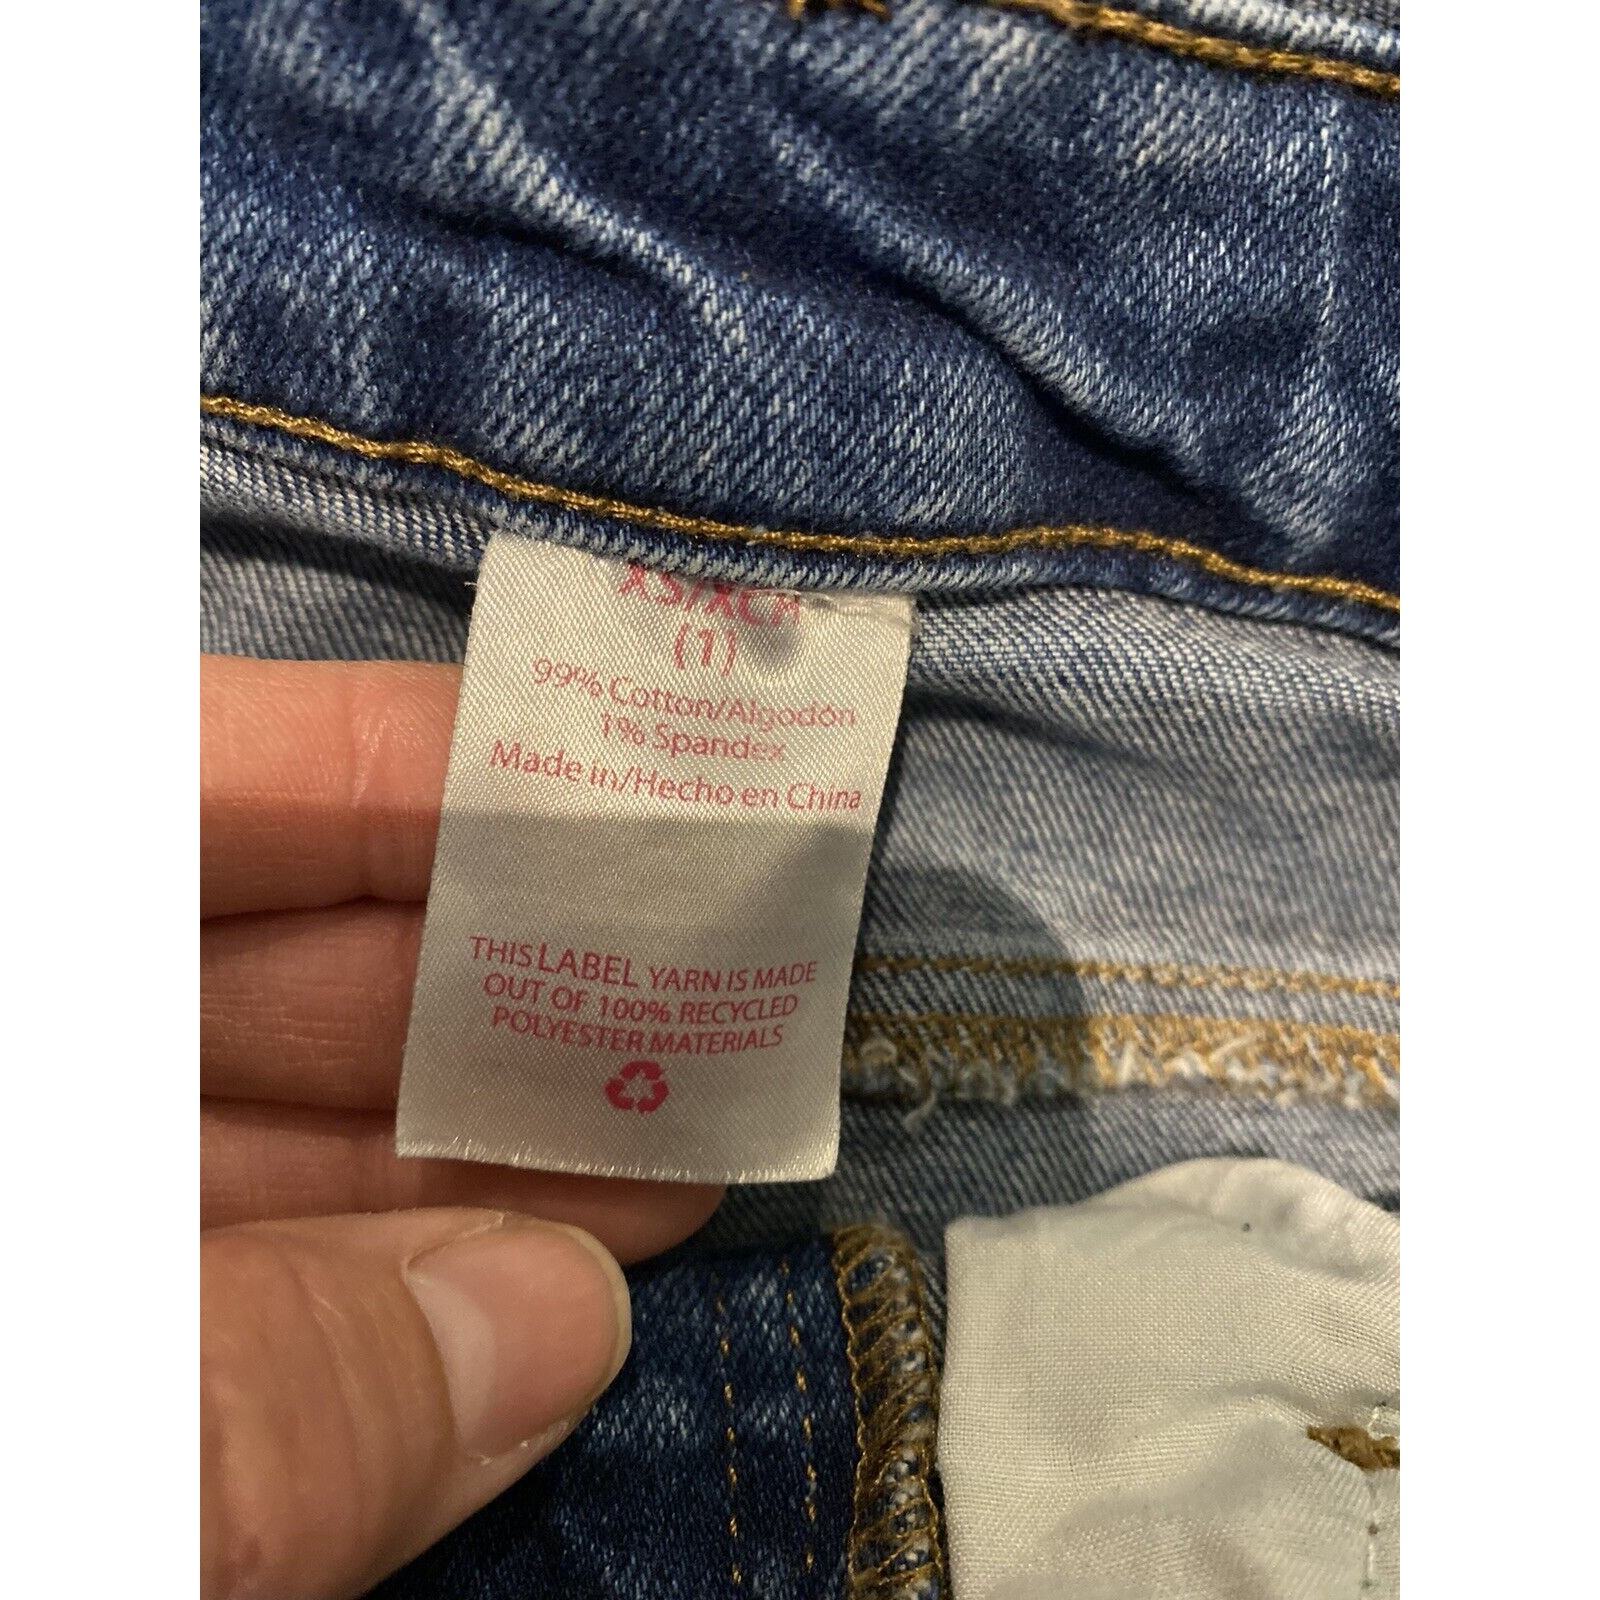 XS/XCH
(1)
99% Cotton/Algodón
1% Spandex
Made in/Hecho en China
THIS LABEL YARN IS MADE
OUT OF 100% RECYCLED
POLYESTER MATERIALS